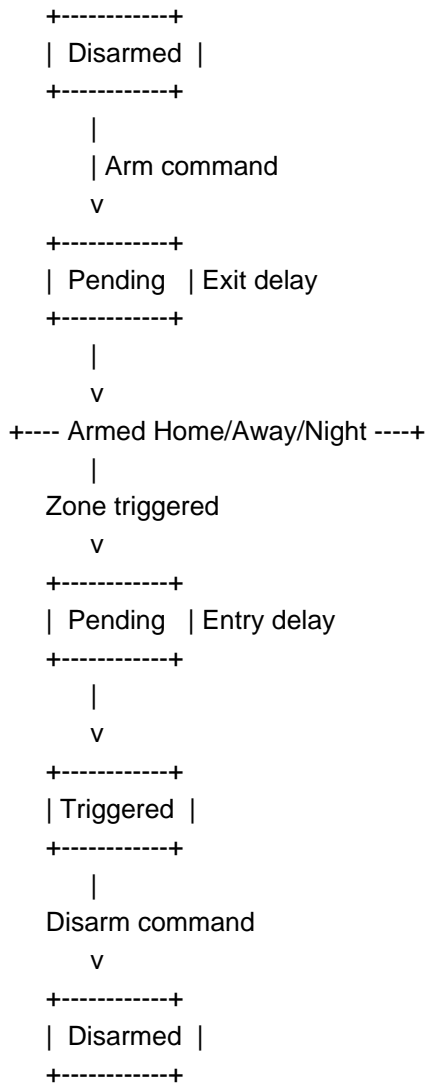 +------------+
| Disarmed |
+------------+
|
| Arm command
v
+------------+
| Pending | Exit delay
+------------+
|
v
+---- Armed Home/Away/Night ----+
|
Zone triggered
v
+------------+
| Pending | Entry delay
+------------+
|
v
+------------+
| Triggered |
+------------+
|
Disarm command
v
+------------+
| Disarmed |
+------------+